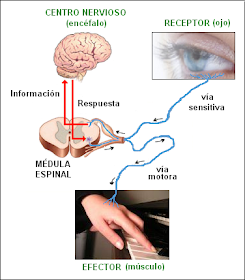 CENTRO NERVIOSO
(encéfalo)
RECEPTOR (ojo)
Información
Respuesta
vía
sensitiva
MÉDULA
ESPINAL
vía
motora
EFECTOR (músculo)